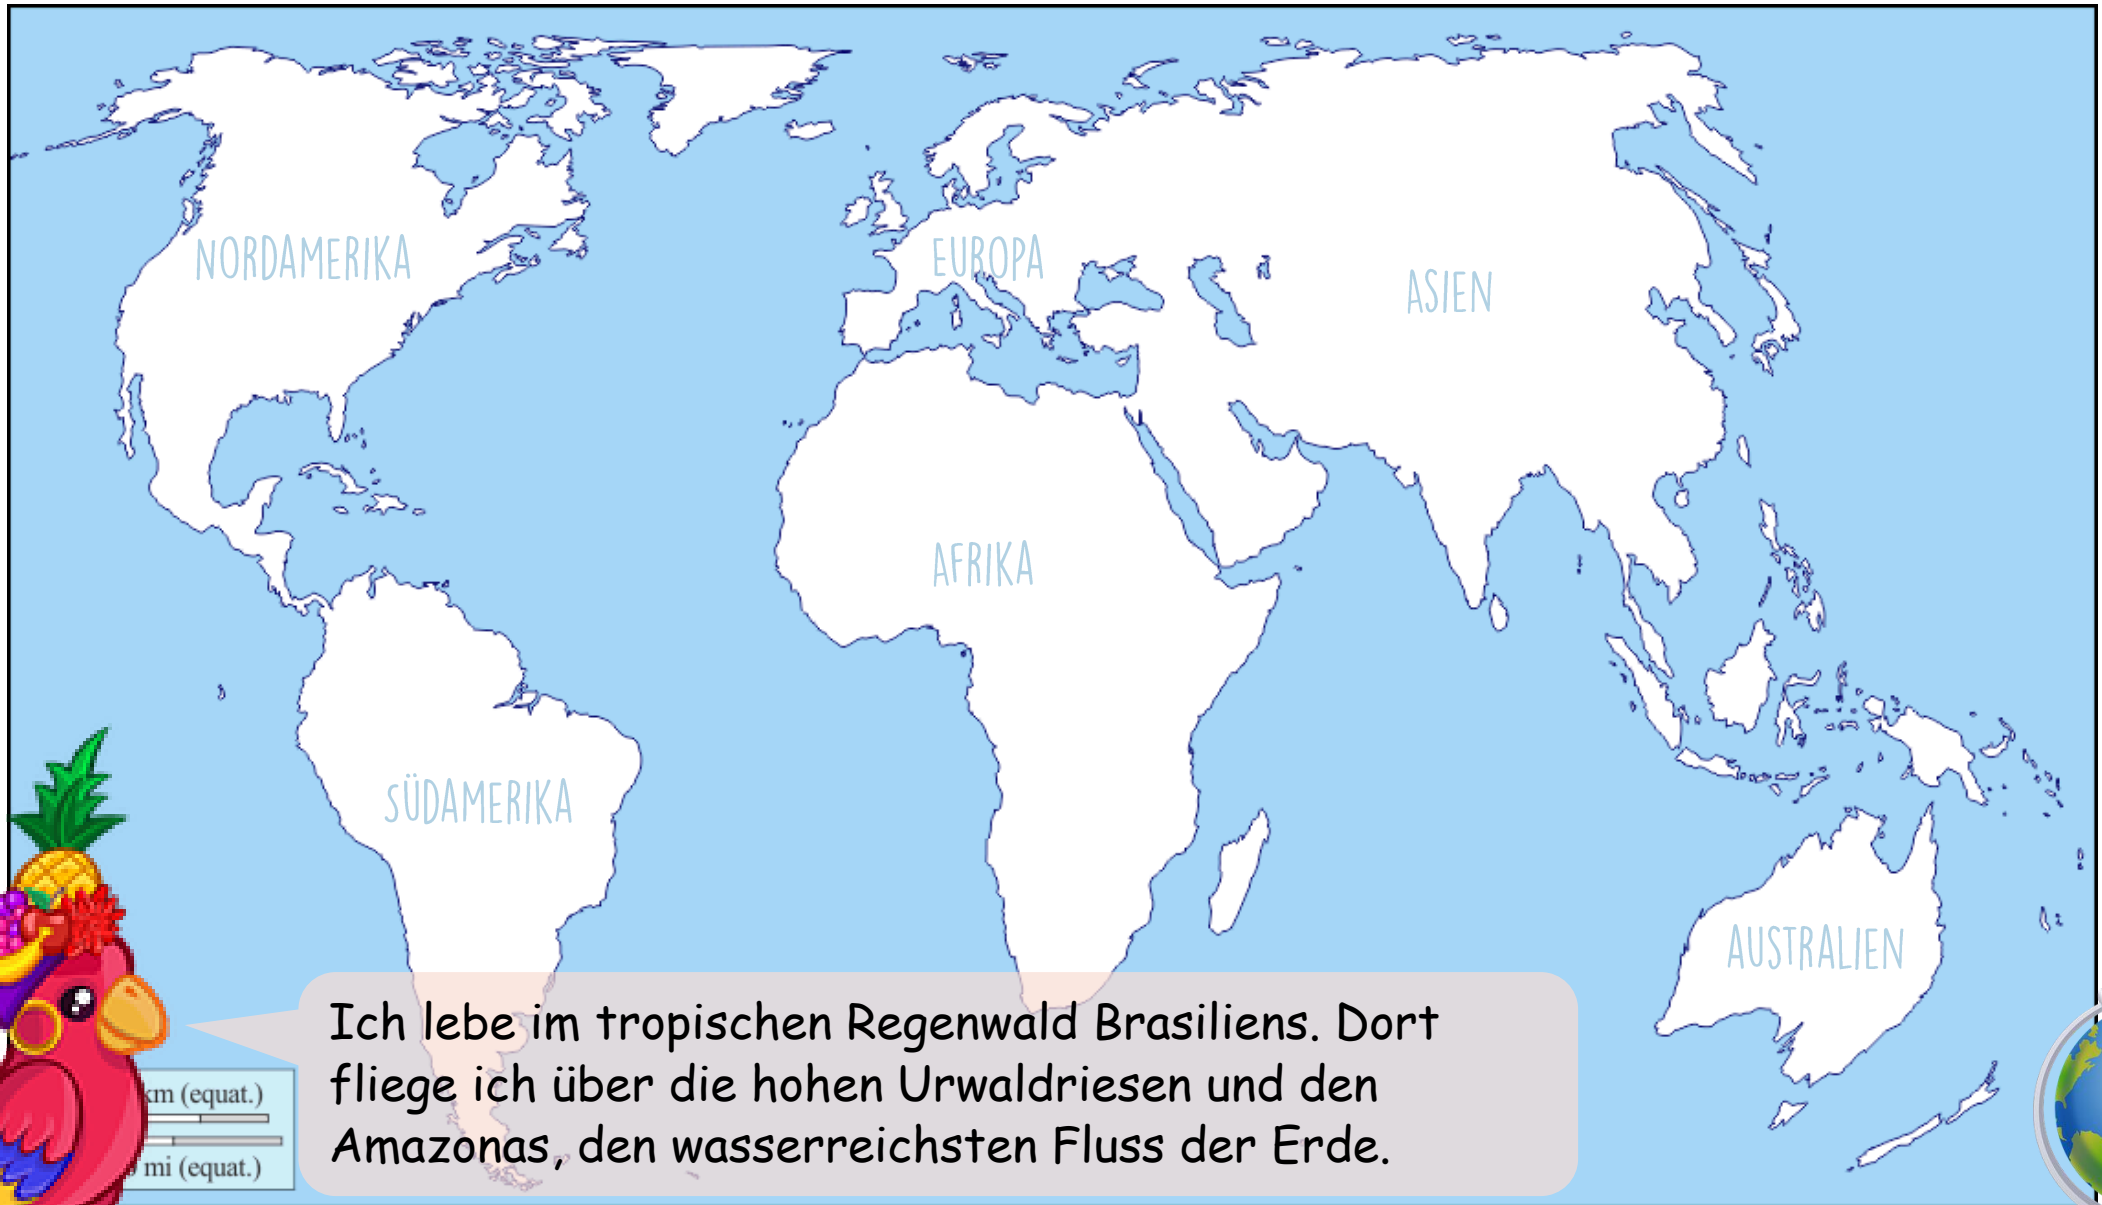 NORDAMERIKA
EUROPA
ASIEN
AFRIKA
SÜDAMERIKA
AUSTRALIEN
Ich lebe im tropischen Regenwald Brasiliens. Dort
fliege ich über die hohen Urwaldriesen und den
Amazonas, den wasserreichsten Fluss der Erde.
km (equat.)
mi (equat.)